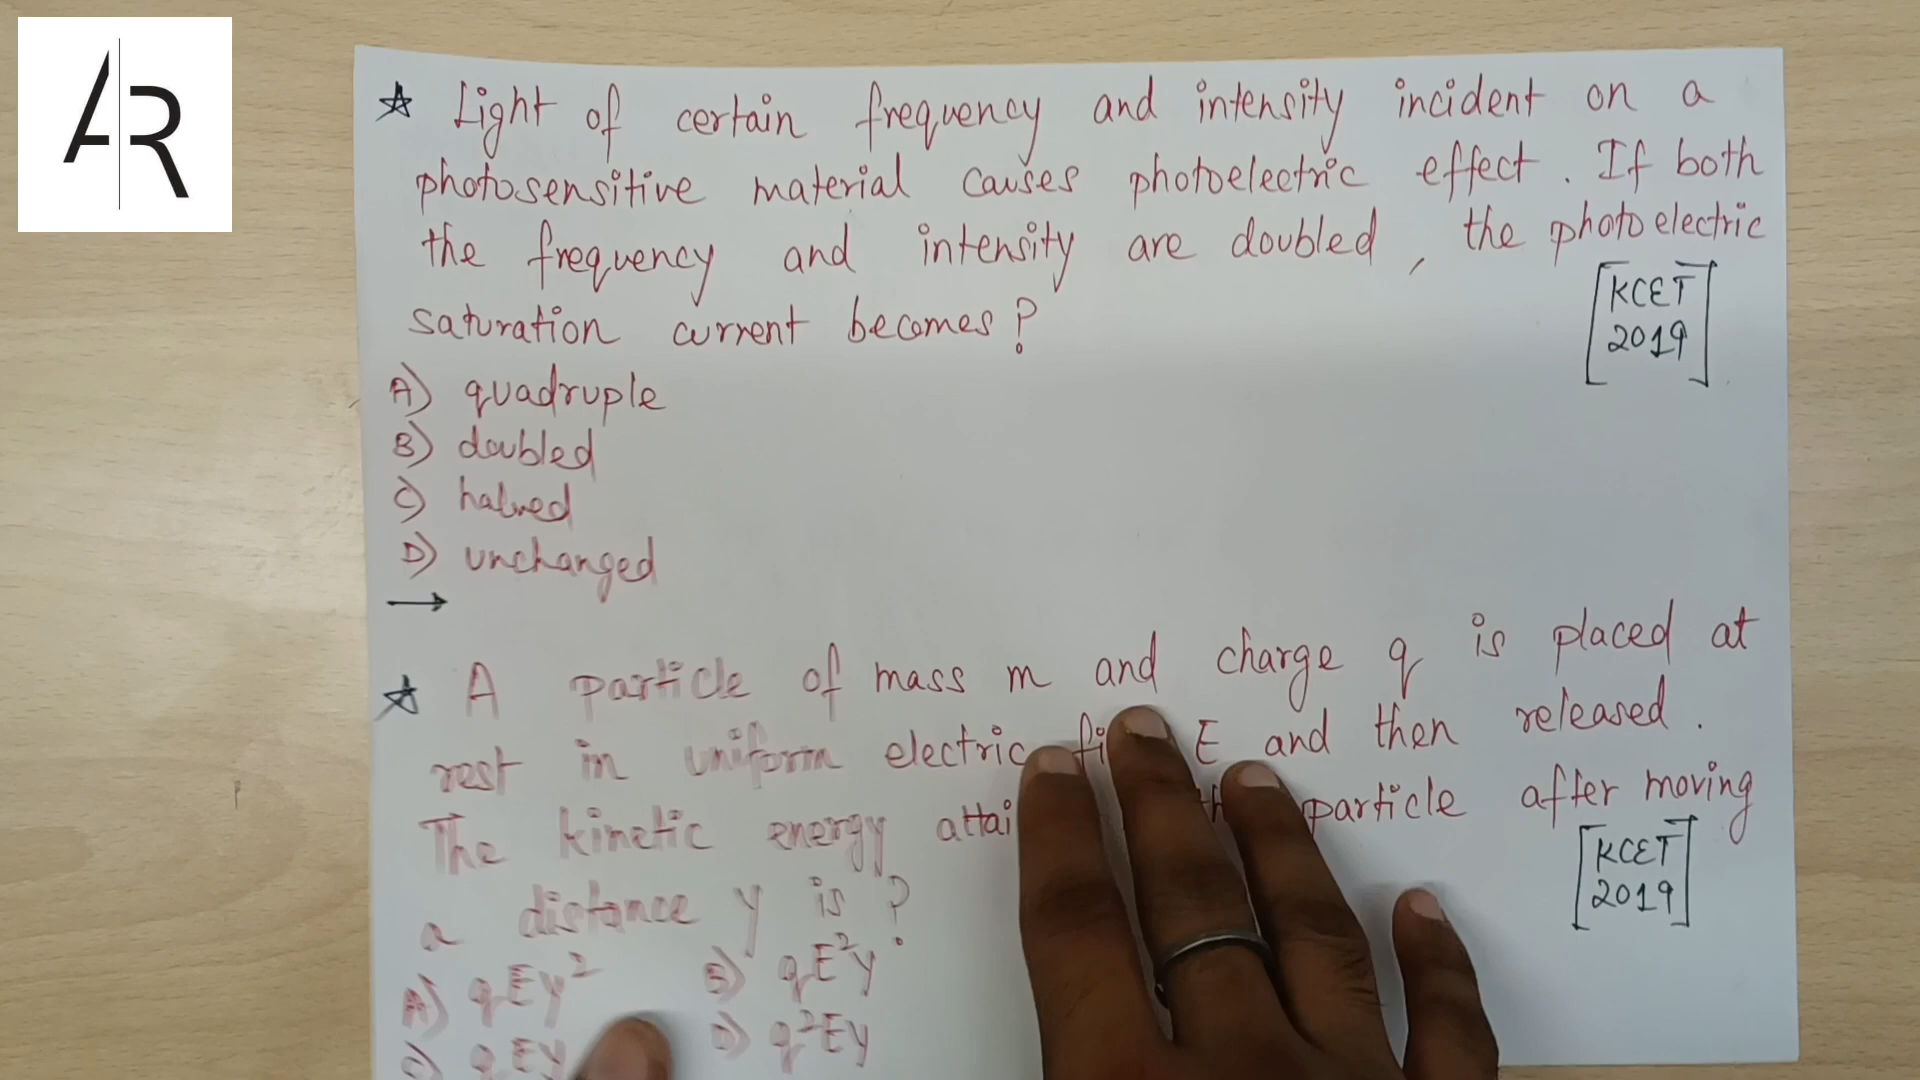 AR
☆ Light of certain frequency and intensity incident on a
photosensitive material causes photoelectric effect. If both
the frequency and intensity are doubled, the photoelectric
saturation current becomes?
[KCET
2019]
A) quadruple
B) doubled
C) halved
D) unchanged
→
☆ A particle of mass m and charge q is placed at
rest in uniform electric E and then released.
The kinetic energy particle after moving
[KCET
2019]
a distance y is?
A) qEy² B) qE²y
C) qEy D) q²Ey